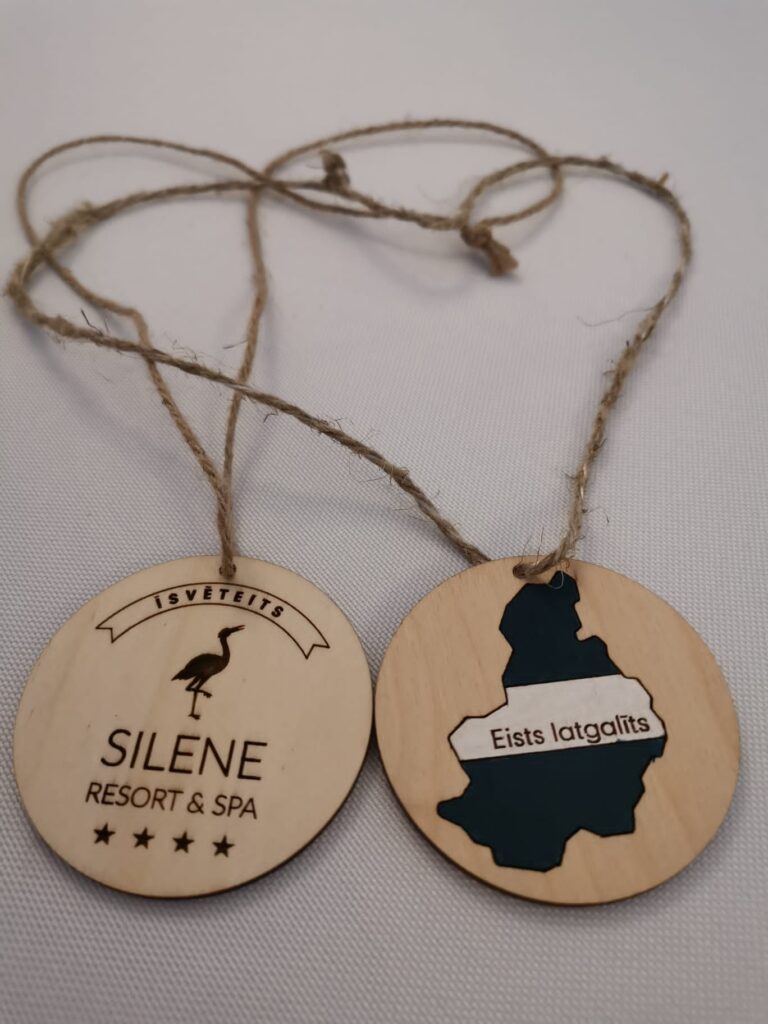 ĪSVĒTEITS
SILENE
RESORT & SPA
Eists latgalīts